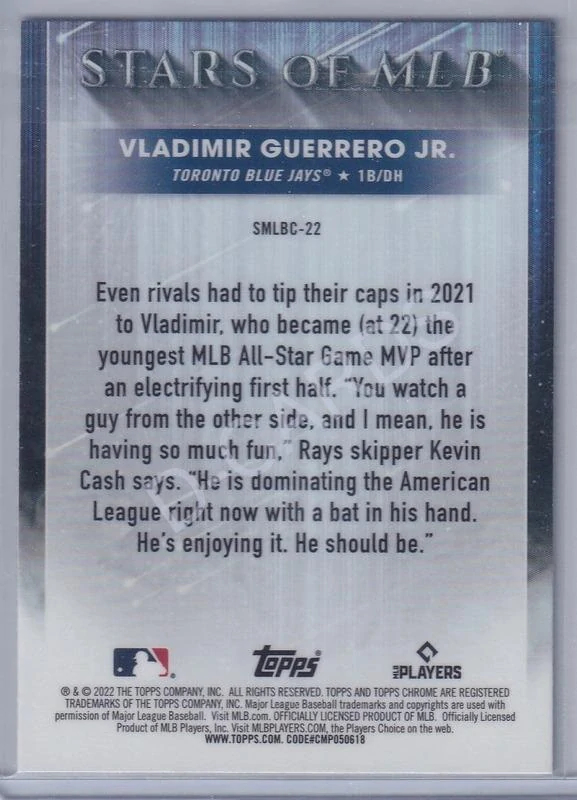 STARS OF MLB®
VLADIMIR GUERRERO JR.
TORONTO BLUE JAYS® ★ 1B/DH
SMLBC-22
Even rivals had to tip their caps in 2021
to Vladimir, who became (at 22) the
youngest MLB All-Star Game MVP after
an electrifying first half. “You watch a
guy from the other side, and I mean, he is
having so much fun,” Rays skipper Kevin
Cash says. “He is dominating the American
League right now with a bat in his hand.
He’s enjoying it. He should be.”
TOPPS®
MLB PLAYERS
® & © 2022 THE TOPPS COMPANY, INC. ALL RIGHTS RESERVED. TOPPS AND TOPPS CHROME ARE REGISTERED
TRADEMARKS OF THE TOPPS COMPANY, INC. Major League Baseball trademarks and copyrights are used with
permission of Major League Baseball. Visit MLB.com. OFFICIALLY LICENSED PRODUCT OF MLB. Officially Licensed
Product of MLB Players, Inc. Visit MLBPLAYERS.COM, the Players Choice on the web.
WWW.TOPPS.COM. CODE#CMP050618